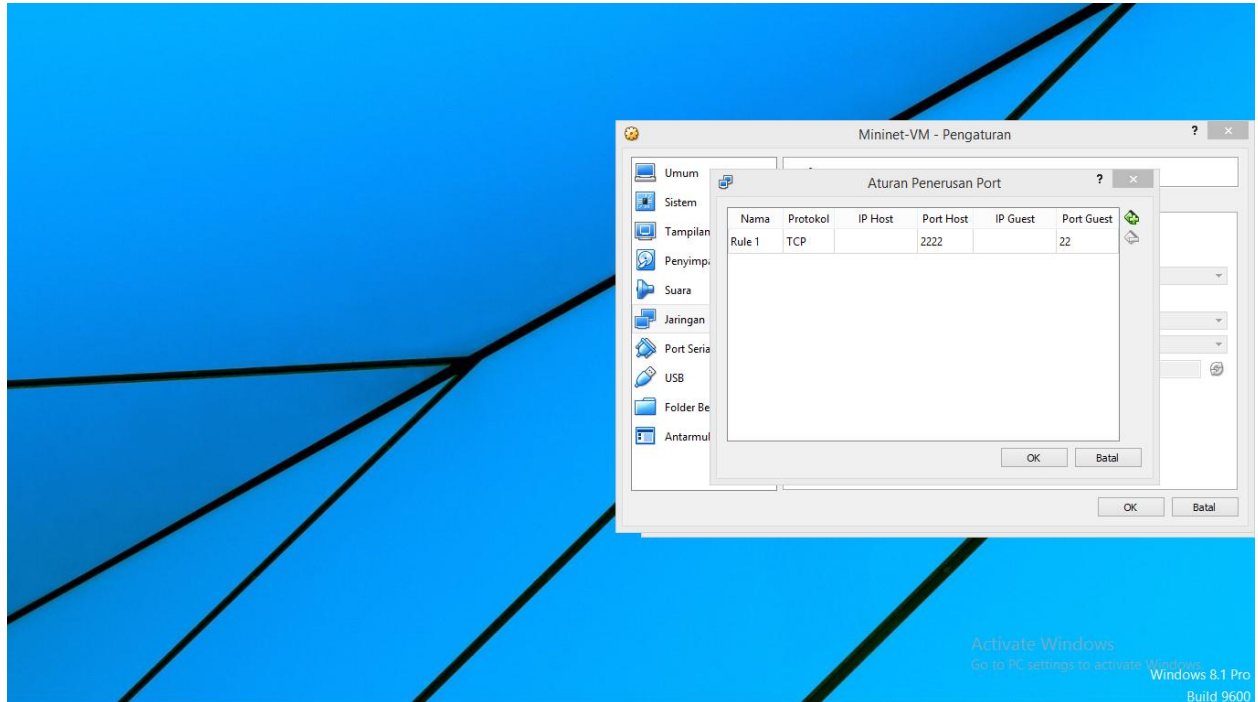 Mininet-VM - Pengaturan
?
Umum
Sistem
Tampilan
Penyimpa
Suara
Jaringan
Port Seria
USB
Folder Be
Antarmu
Aturan Penerusan Port
?
Nama Protokol IP Host Port Host IP Guest Port Guest
Rule 1 TCP 2222 22
OK Batal
OK Batal
Activate Windows
Go to PC settings to activate Windows.
Windows 8.1 Pro
Build 9600